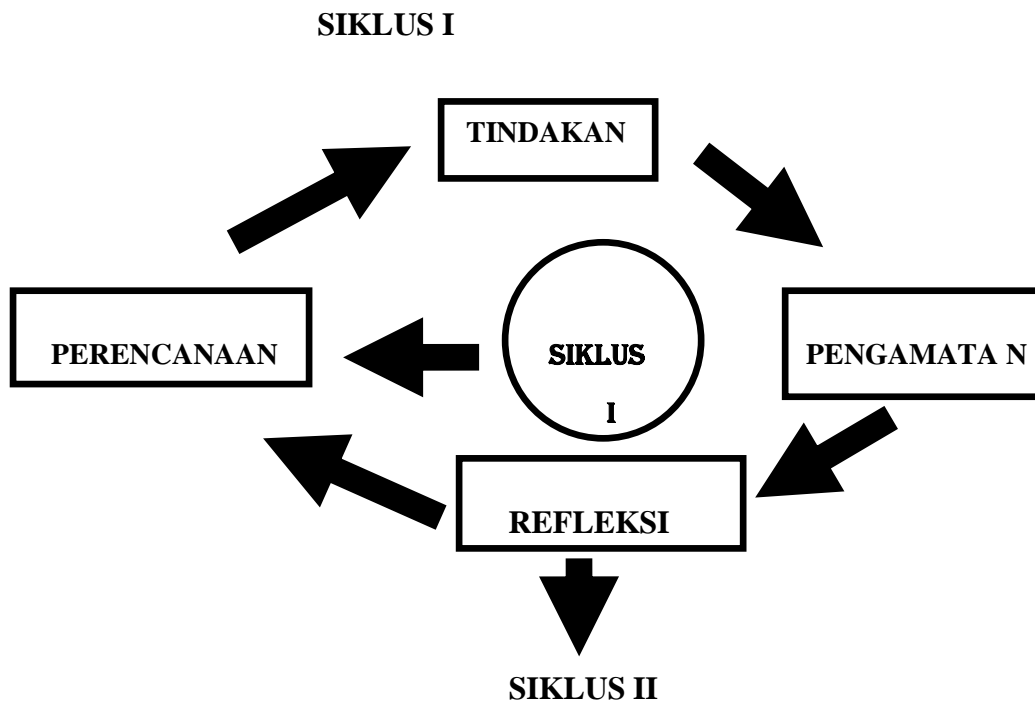 SIKLUS I
TINDAKAN
PERENCANAAN
SIKLUS
I
PENGAMATA N
REFLEKSI
SIKLUS II